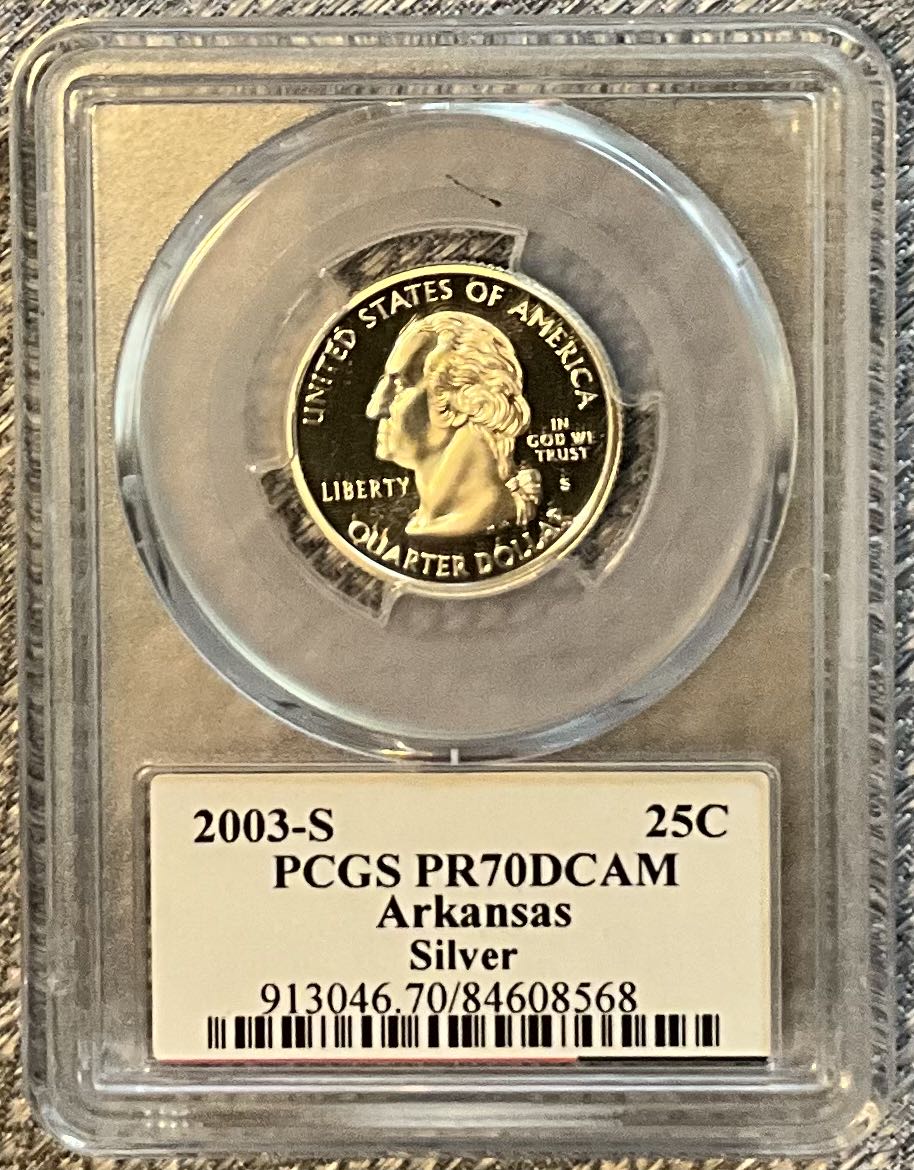 UNITED STATES OF AMERICA
IN
GOD WE
TRUST
LIBERTY
S
QUARTER DOLLAR
2003-S 25C
PCGS PR70DCAM
Arkansas
Silver
913046.70/84608568